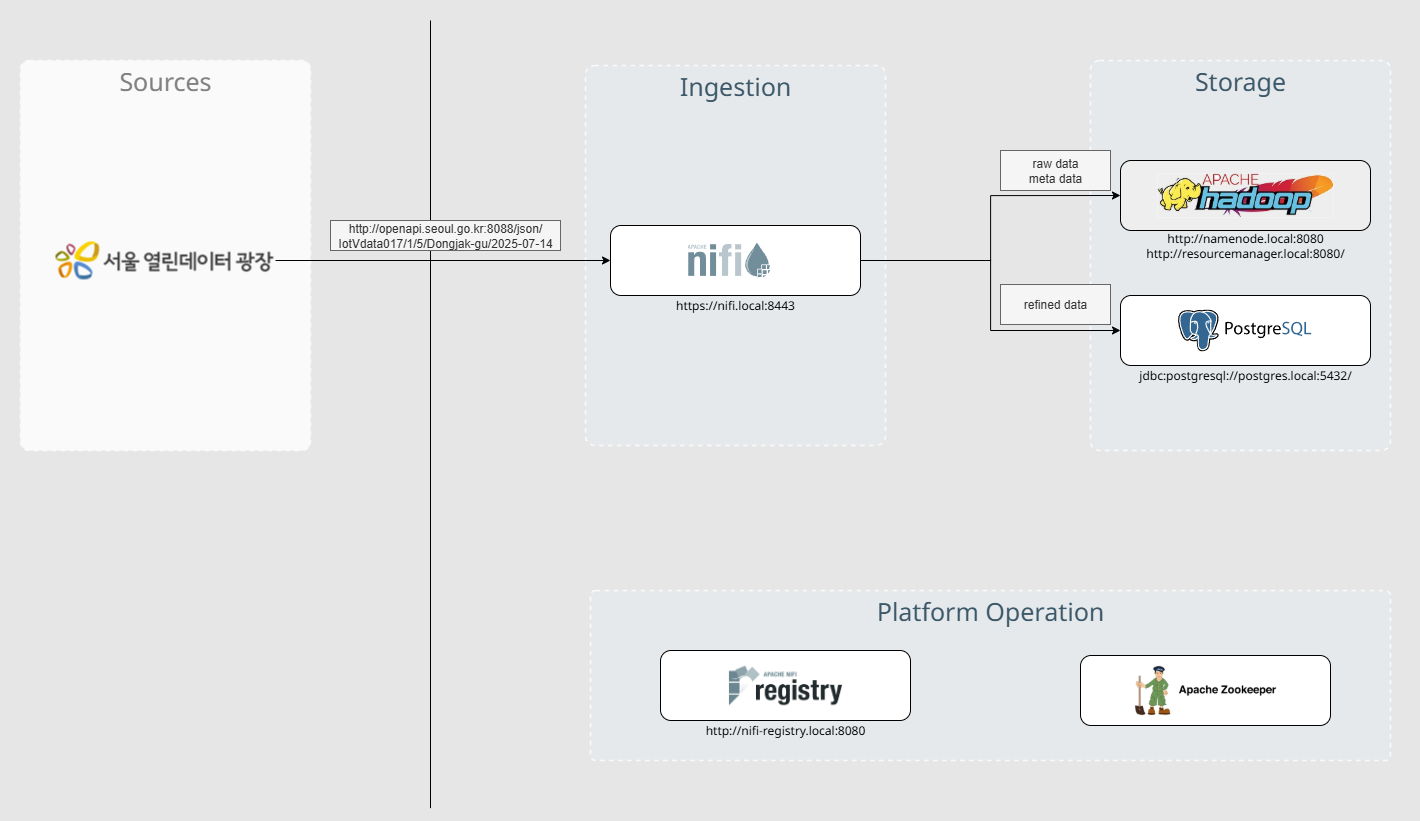 Sources
Ingestion
Storage
raw data
meta data
APACHE
hadoop
http://openapi.seoul.go.kr:8088/json/
IotVdata017/1/5/Dongjak-gu/2025-07-14
서울 열린데이터 광장
APACHE
nifi
http://namenode.local:8080
http://resourcemanager.local:8080/
https://nifi.local:8443
refined data
PostgreSQL
jdbc:postgresql://postgres.local:5432/
Platform Operation
APACHE NIFI
registry
Apache Zookeeper
http://nifi-registry.local:8080